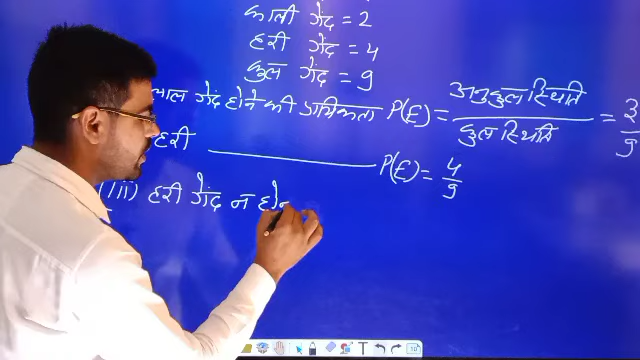 काली गेंद = 2
हरी गेंद = 4
कुल गेंद = 9
लाल गेंद होने की प्रायिकता P(E) = अनुकुल स्थिति / कुल स्थिति = 3/9
हरी ——— P(E) = 4/9
(iii) हरी गेंद न होन